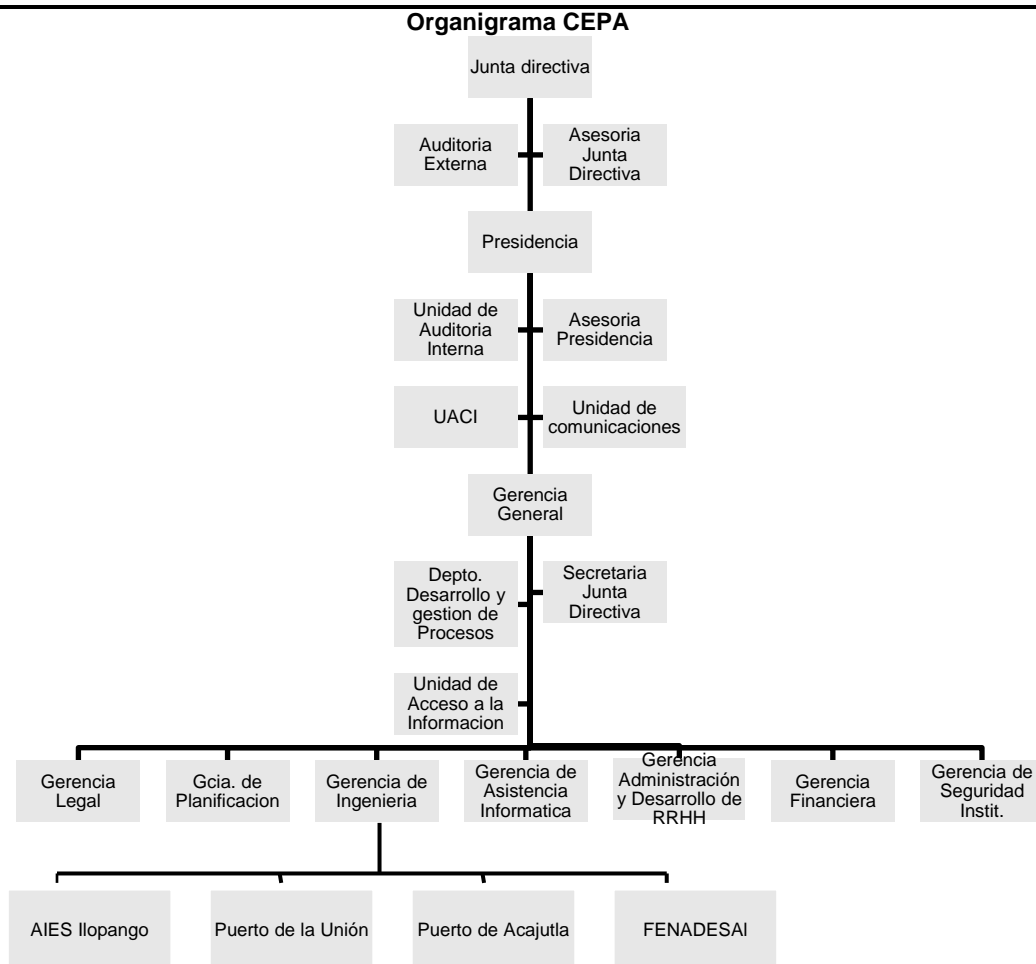 Organigrama CEPA
Junta directiva
Auditoria
Externa
Asesoria
Junta
Directiva
Presidencia
Unidad de
Auditoria
Interna
Asesoria
Presidencia
UACI
Unidad de
comunicaciones
Gerencia
General
Depto.
Desarrollo y
gestion de
Procesos
Secretaria
Junta
Directiva
Unidad de
Acceso a la
Informacion
Gerencia
Legal
Gcia. de
Planificacion
Gerencia de
Ingenieria
Gerencia de
Asistencia
Informatica
Gerencia
Administración
y Desarrollo de
RRHH
Gerencia
Financiera
Gerencia de
Seguridad
Instit.
AIES Ilopango
Puerto de la Unión
Puerto de Acajutla
FENADESAI